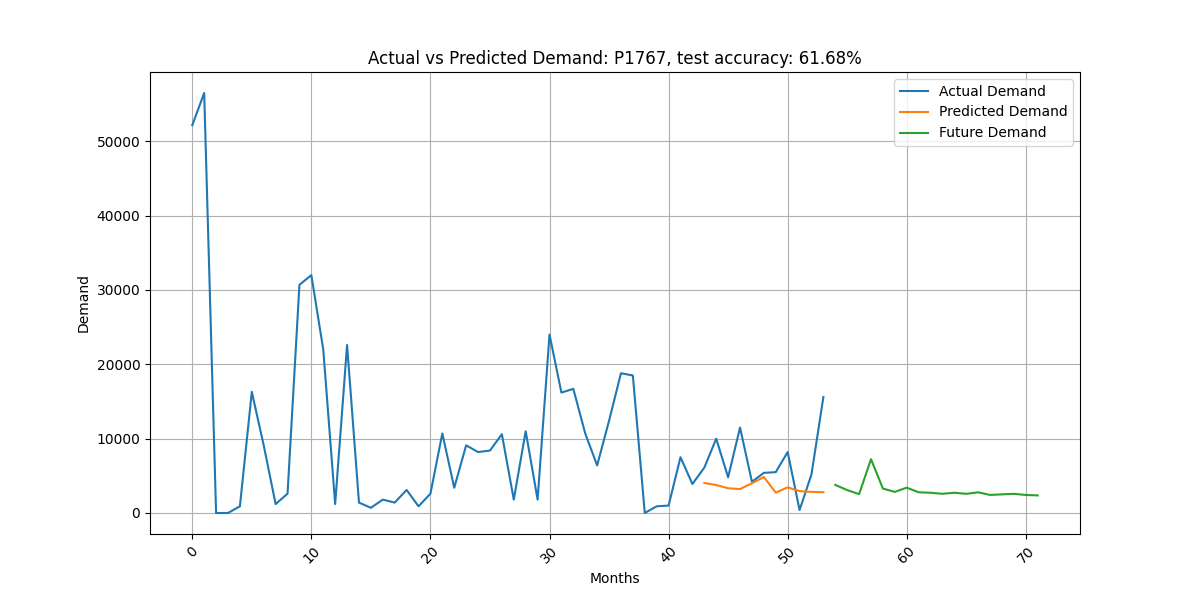 Actual vs Predicted Demand: P1767, test accuracy: 61.68%
Actual Demand
Predicted Demand
Future Demand
50000
40000
30000
20000
10000
0
Demand
0
10
20
30
40
50
60
70
Months